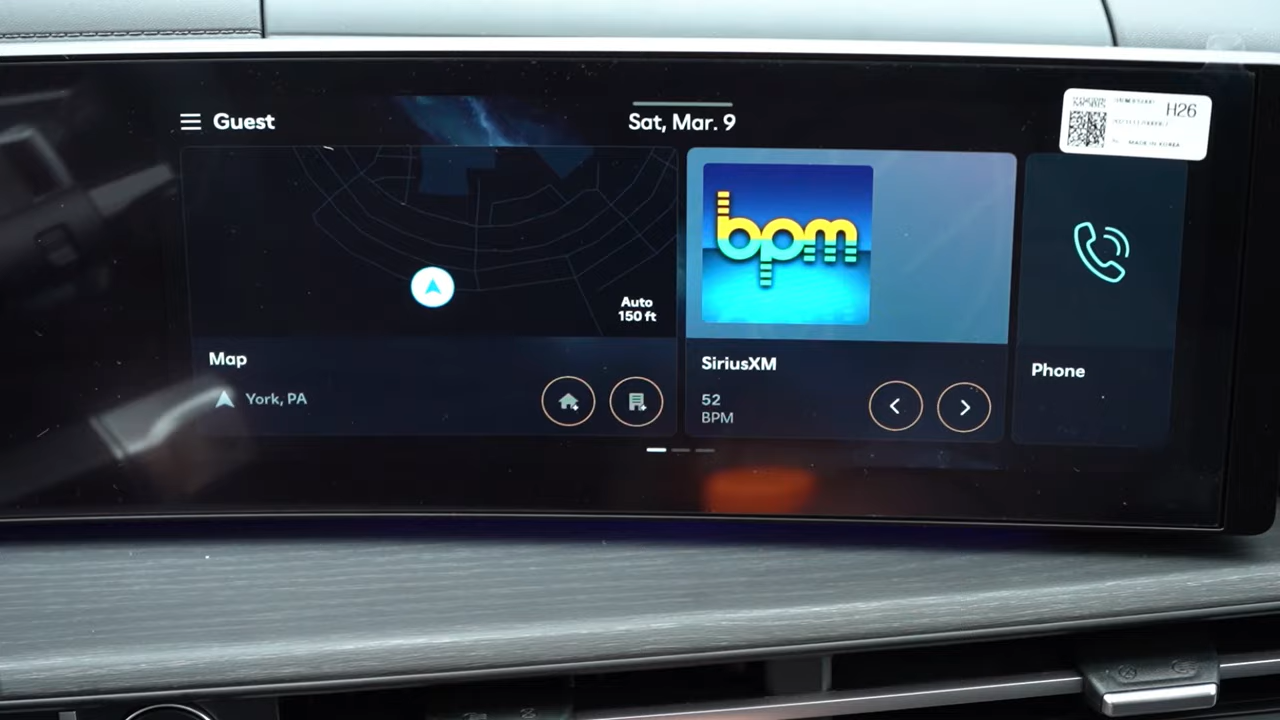 Guest
Sat, Mar. 9
H26
MADE IN KOREA
bpm
Auto
150 ft
Map
York, PA
SiriusXM
52
BPM
Phone